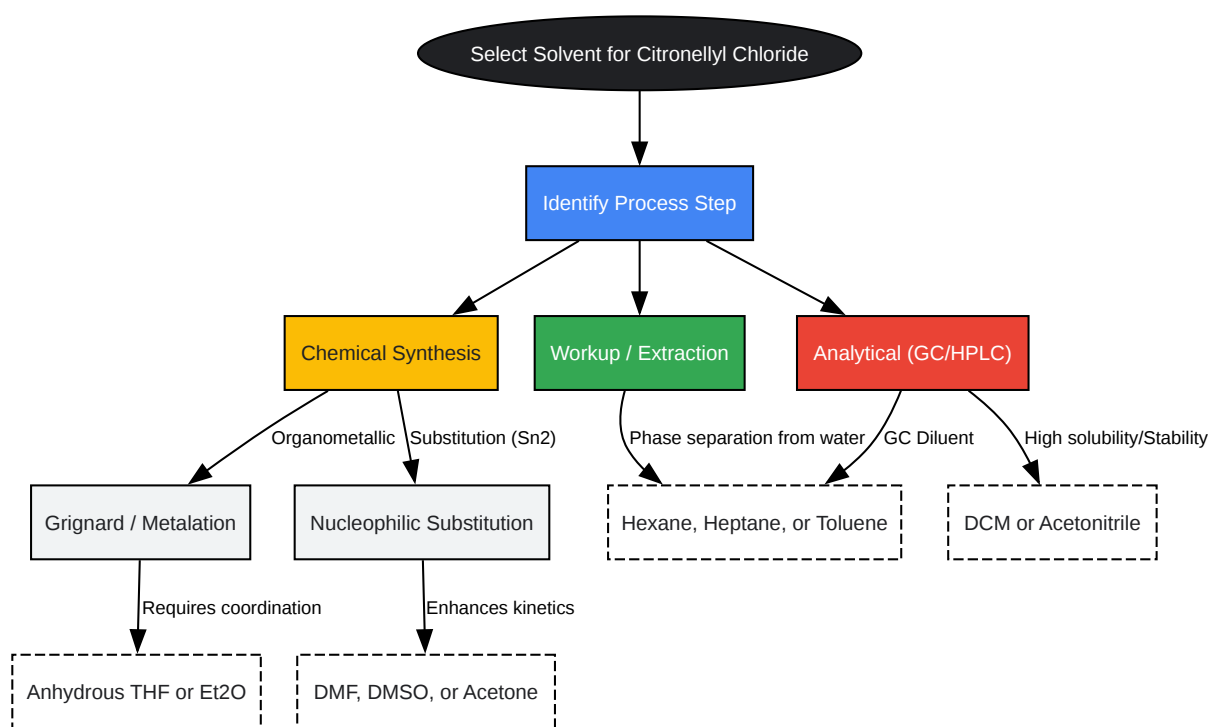 Select Solvent for Citronellyl Chloride
Identify Process Step
Chemical Synthesis
Workup / Extraction
Analytical (GC/HPLC)
Organometallic
Substitution (Sn2)
Phase separation from water
GC Diluent
High solubility/Stability
Grignard / Metalation
Nucleophilic Substitution
Hexane, Heptane, or Toluene
DCM or Acetonitrile
Requires coordination
Enhances kinetics
Anhydrous THF or Et2O
DMF, DMSO, or Acetone